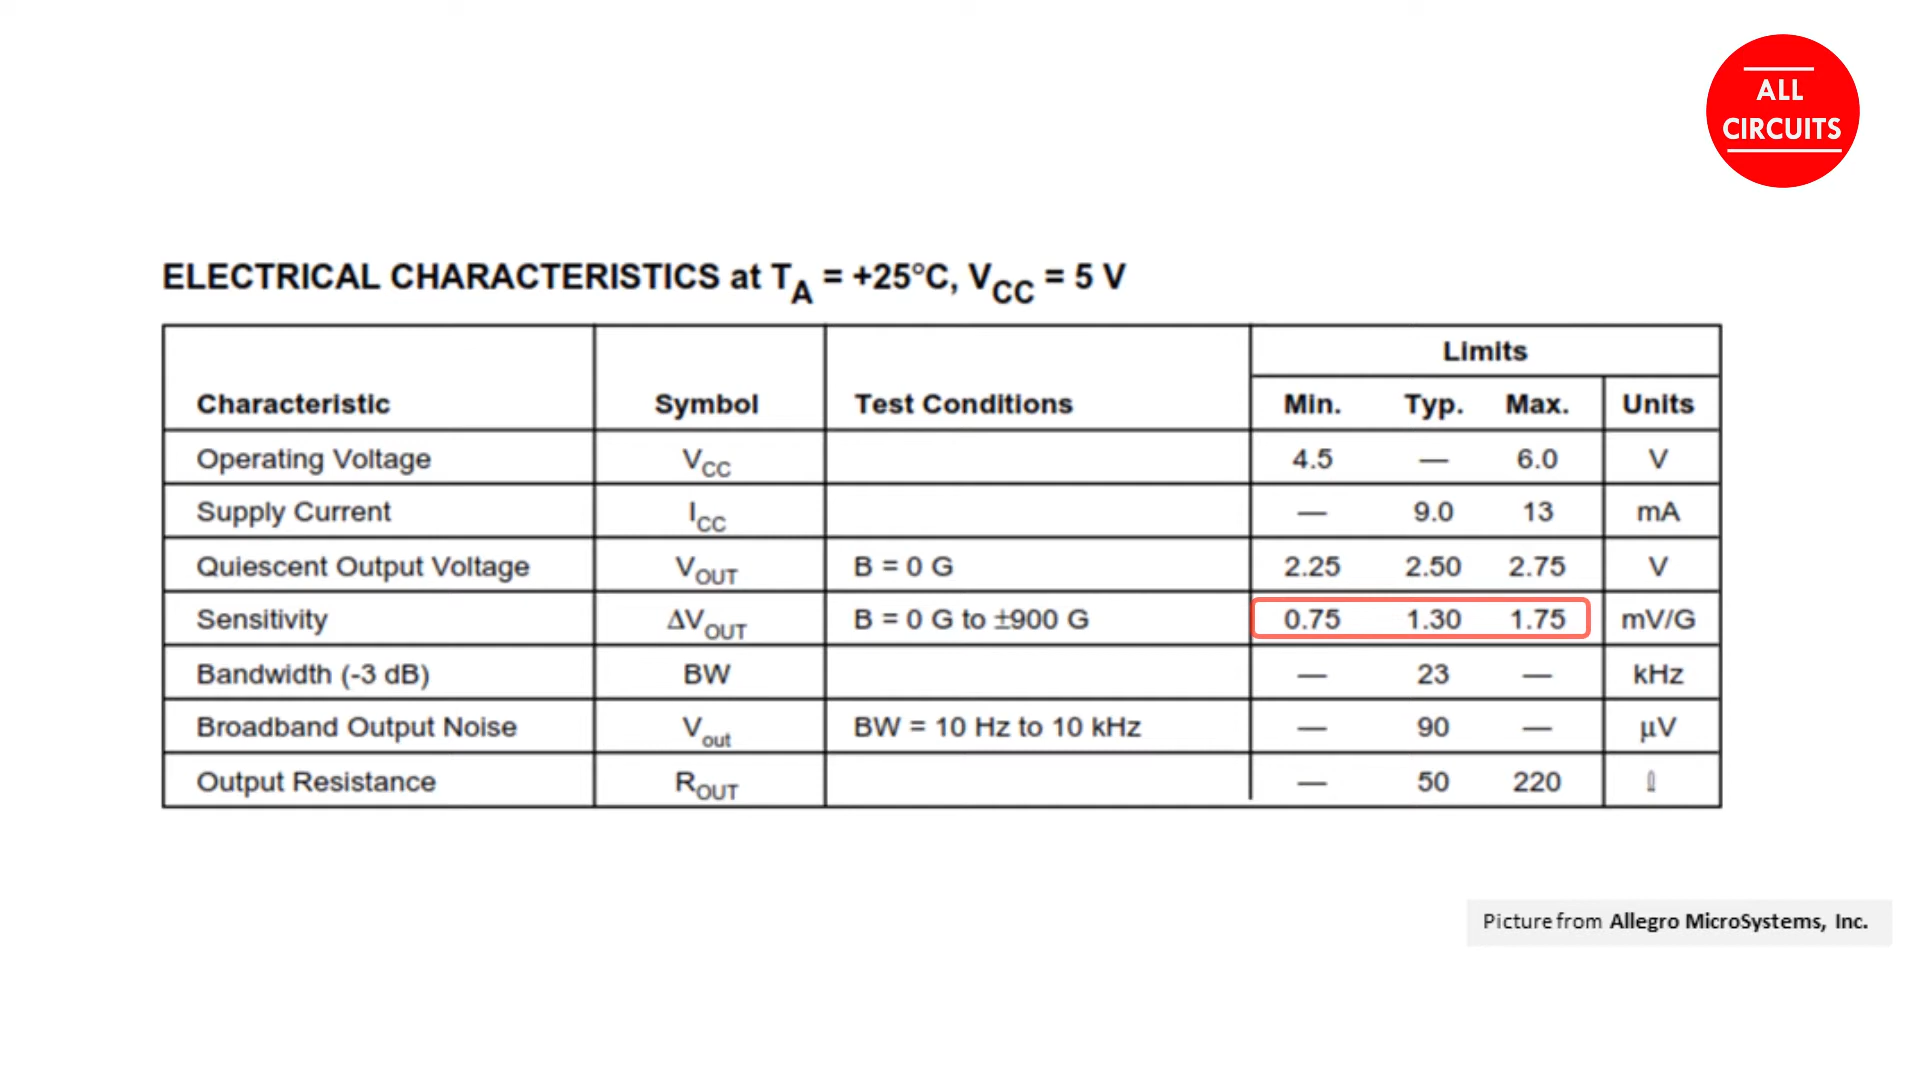 ALL
CIRCUITS
ELECTRICAL CHARACTERISTICS at TA = +25°C, VCC = 5 V
Limits
Characteristic Symbol Test Conditions Min. Typ. Max. Units
Operating Voltage VCC 4.5 — 6.0 V
Supply Current ICC — 9.0 13 mA
Quiescent Output Voltage VOUT B = 0 G 2.25 2.50 2.75 V
Sensitivity ΔVOUT B = 0 G to ±900 G 0.75 1.30 1.75 mV/G
Bandwidth (-3 dB) BW — 23 — kHz
Broadband Output Noise Vout BW = 10 Hz to 10 kHz — 90 — µV
Output Resistance ROUT — 50 220
Picture from Allegro MicroSystems, Inc.